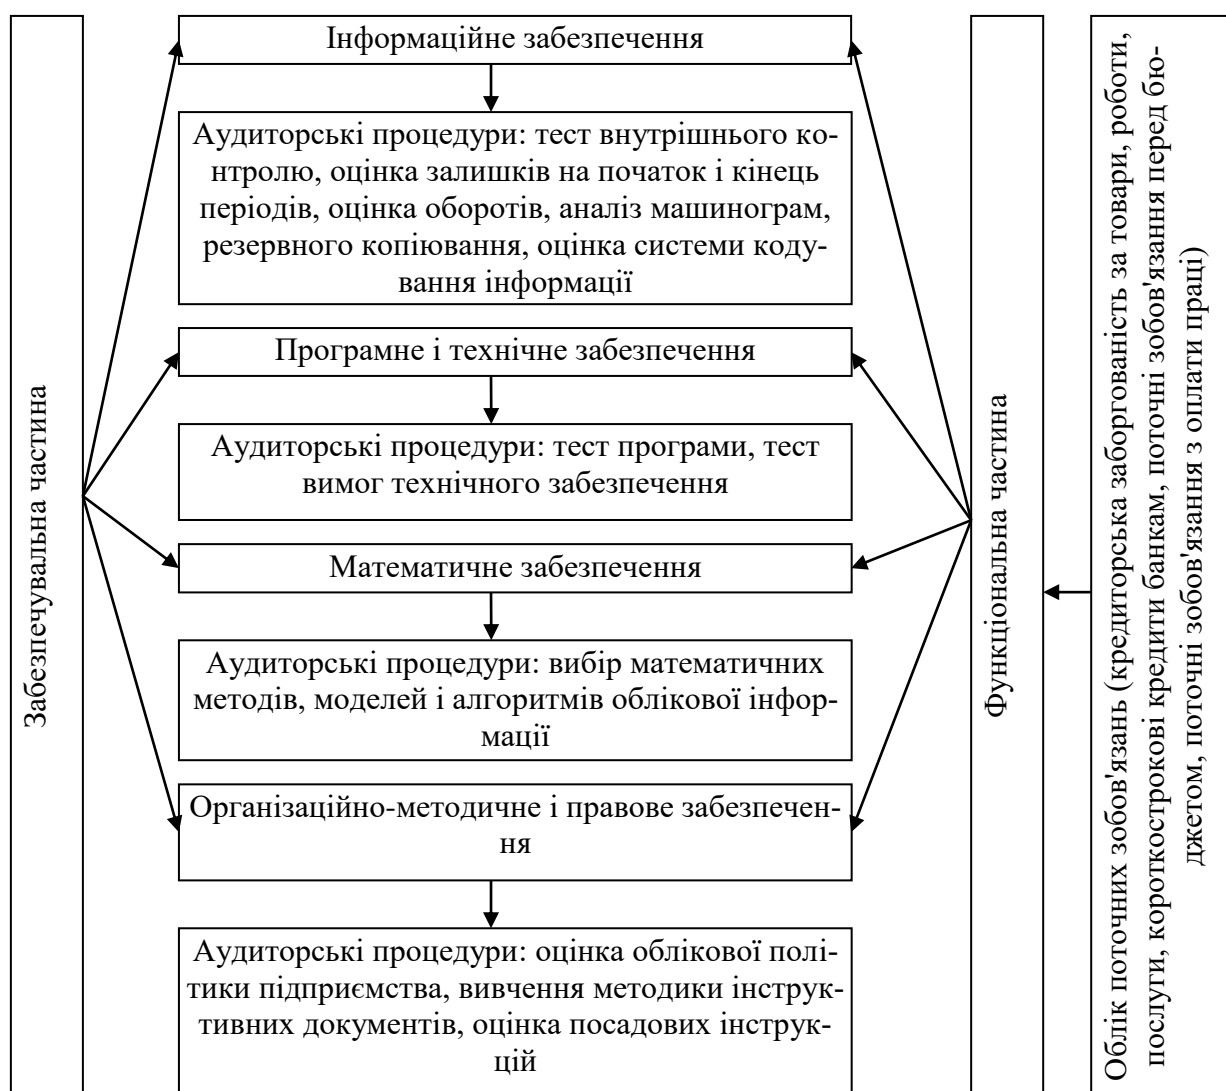 Забезпечувальна частина
Інформаційне забезпечення
Аудиторські процедури: тест внутрішнього ко-
нтролю, оцінка залишків на початок і кінець
періодів, оцінка оборотів, аналіз машинограм,
резервного копіювання, оцінка системи коду-
вання інформації
Програмне і технічне забезпечення
Аудиторські процедури: тест програми, тест
вимог технічного забезпечення
Математичне забезпечення
Аудиторські процедури: вибір математичних
методів, моделей і алгоритмів облікової інфор-
мації
Організаційно-методичне і правове забезпечен-
ня
Аудиторські процедури: оцінка облікової полі-
тики підприємства, вивчення методики інструк-
тивних документів, оцінка посадових інструк-
цій
Функціональна частина
Облік поточних зобов'язань (кредиторська заборгованість за товари, роботи,
послуги, короткострокові кредити банкам, поточні зобов'язання перед бю-
джетом, поточні зобов'язання з оплати праці)